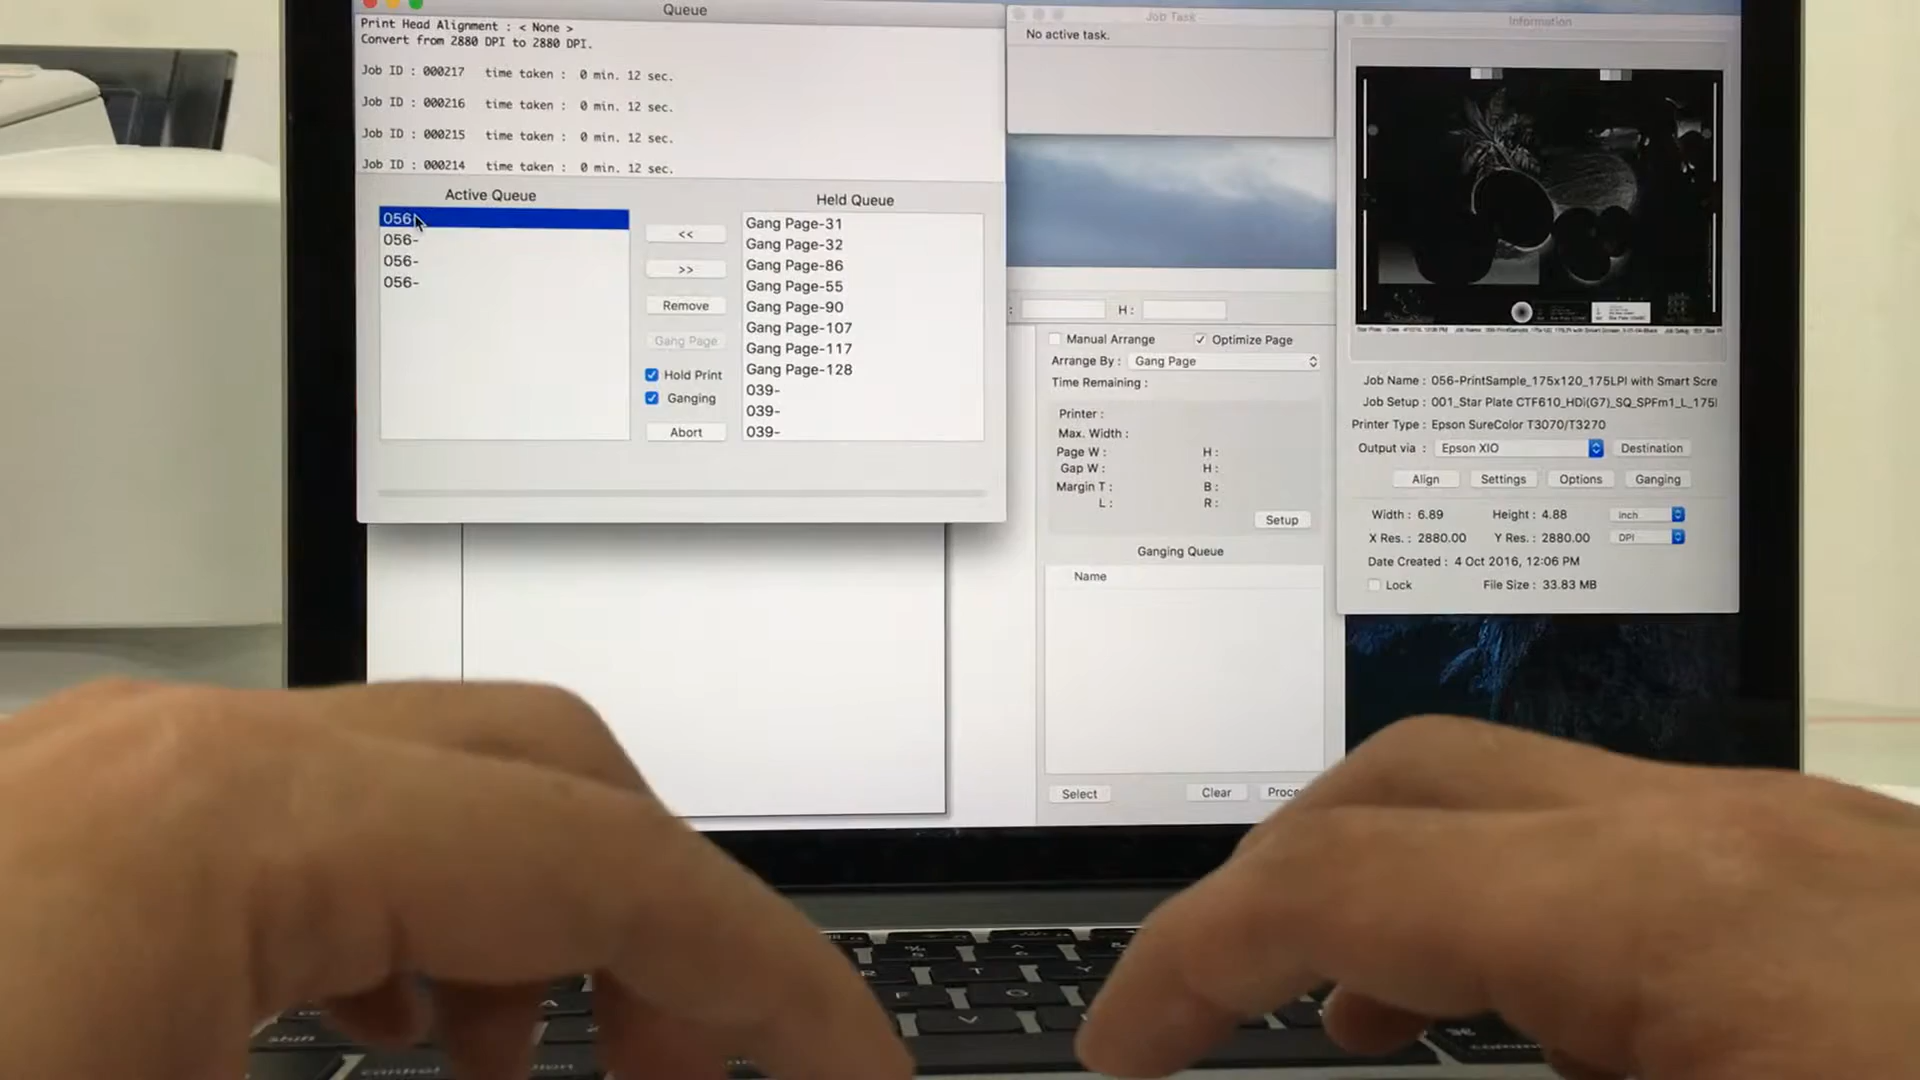 Queue
Print Head Alignment : < None >
Convert from 2880 DPI to 2880 DPI.
Job ID : 000217 time taken : 0 min. 12 sec.
Job ID : 000216 time taken : 0 min. 12 sec.
Job ID : 000215 time taken : 0 min. 12 sec.
Job ID : 000214 time taken : 0 min. 12 sec.
Active Queue
056-
056-
056-
056-
<<
>>
Remove
Gang Page
Hold Print
Ganging
Abort
Held Queue
Gang Page-31
Gang Page-32
Gang Page-86
Gang Page-55
Gang Page-90
Gang Page-107
Gang Page-117
Gang Page-128
039-
039-
039-
Job Task
No active task.
H :
Manual Arrange Optimize Page
Arrange By : Gang Page
Time Remaining :
Printer :
Max. Width :
Page W : H :
Gap W : H :
Margin T : B :
L : R :
Setup
Ganging Queue
Name
Select Clear Proce
Information
Job Name : 056-PrintSample_175x120_175LPI with Smart Scre
Job Setup : 001_Star Plate CTF610_HDi(G7)_SQ_SPFm1_L_175l
Printer Type : Epson SureColor T3070/T3270
Output via : Epson XIO Destination
Align Settings Options Ganging
Width : 6.89 Height : 4.88 inch
X Res. : 2880.00 Y Res. : 2880.00 DPI
Date Created : 4 Oct 2016, 12:06 PM
Lock File Size : 33.83 MB
R T Y
A F G
V
shift
control